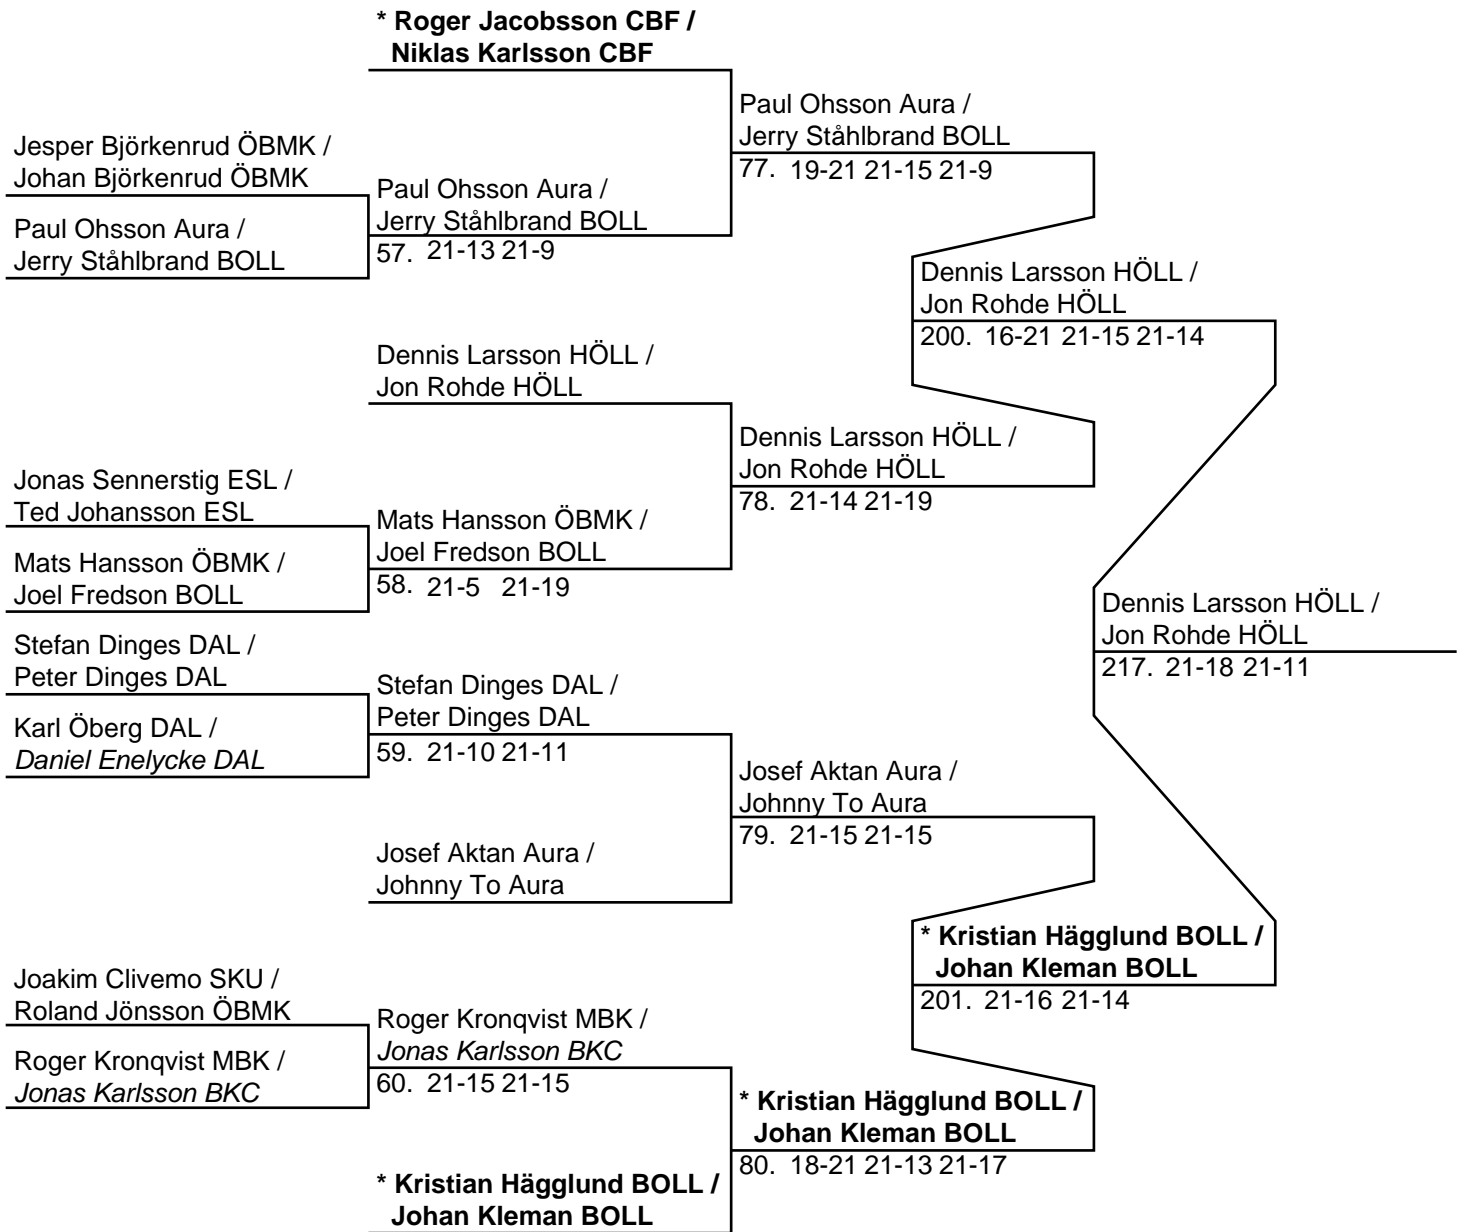 * Roger Jacobsson CBF /
Niklas Karlsson CBF
Jesper Björkenrud ÖBMK /
Johan Björkenrud ÖBMK
Paul Ohsson Aura /
Jerry Ståhlbrand BOLL
Paul Ohsson Aura /
Jerry Ståhlbrand BOLL
57. 21-13 21-9
Paul Ohsson Aura /
Jerry Ståhlbrand BOLL
77. 19-21 21-15 21-9
Dennis Larsson HÖLL /
Jon Rohde HÖLL
Jonas Sennerstig ESL /
Ted Johansson ESL
Mats Hansson ÖBMK /
Joel Fredson BOLL
Mats Hansson ÖBMK /
Joel Fredson BOLL
58. 21-5 21-19
Dennis Larsson HÖLL /
Jon Rohde HÖLL
78. 21-14 21-19
Dennis Larsson HÖLL /
Jon Rohde HÖLL
200. 16-21 21-15 21-14
Stefan Dinges DAL /
Peter Dinges DAL
Karl Öberg DAL /
Daniel Enelycke DAL
Stefan Dinges DAL /
Peter Dinges DAL
59. 21-10 21-11
Josef Aktan Aura /
Johnny To Aura
Josef Aktan Aura /
Johnny To Aura
79. 21-15 21-15
Joakim Clivemo SKU /
Roland Jönsson ÖBMK
Roger Kronqvist MBK /
Jonas Karlsson BKC
Roger Kronqvist MBK /
Jonas Karlsson BKC
60. 21-15 21-15
* Kristian Hägglund BOLL /
Johan Kleman BOLL
* Kristian Hägglund BOLL /
Johan Kleman BOLL
80. 18-21 21-13 21-17
* Kristian Hägglund BOLL /
Johan Kleman BOLL
201. 21-16 21-14
Dennis Larsson HÖLL /
Jon Rohde HÖLL
217. 21-18 21-11